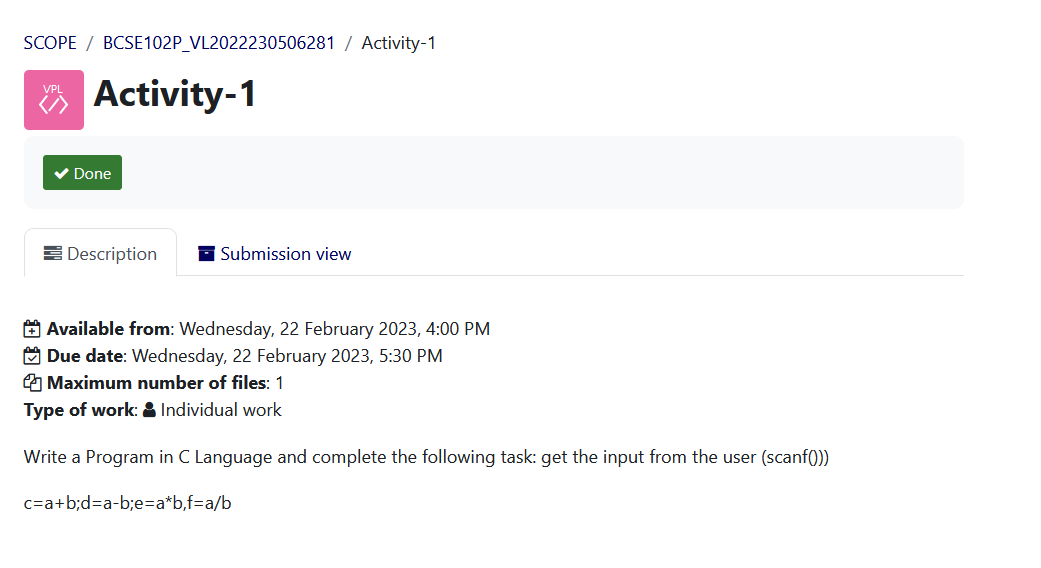 SCOPE / BCSE102P_VL2022230506281 / Activity-1
VPL
Activity-1
Done
Description
Submission view
Available from: Wednesday, 22 February 2023, 4:00 PM
Due date: Wednesday, 22 February 2023, 5:30 PM
Maximum number of files: 1
Type of work: Individual work
Write a Program in C Language and complete the following task: get the input from the user (scanf()))
c=a+b;d=a-b;e=a*b,f=a/b